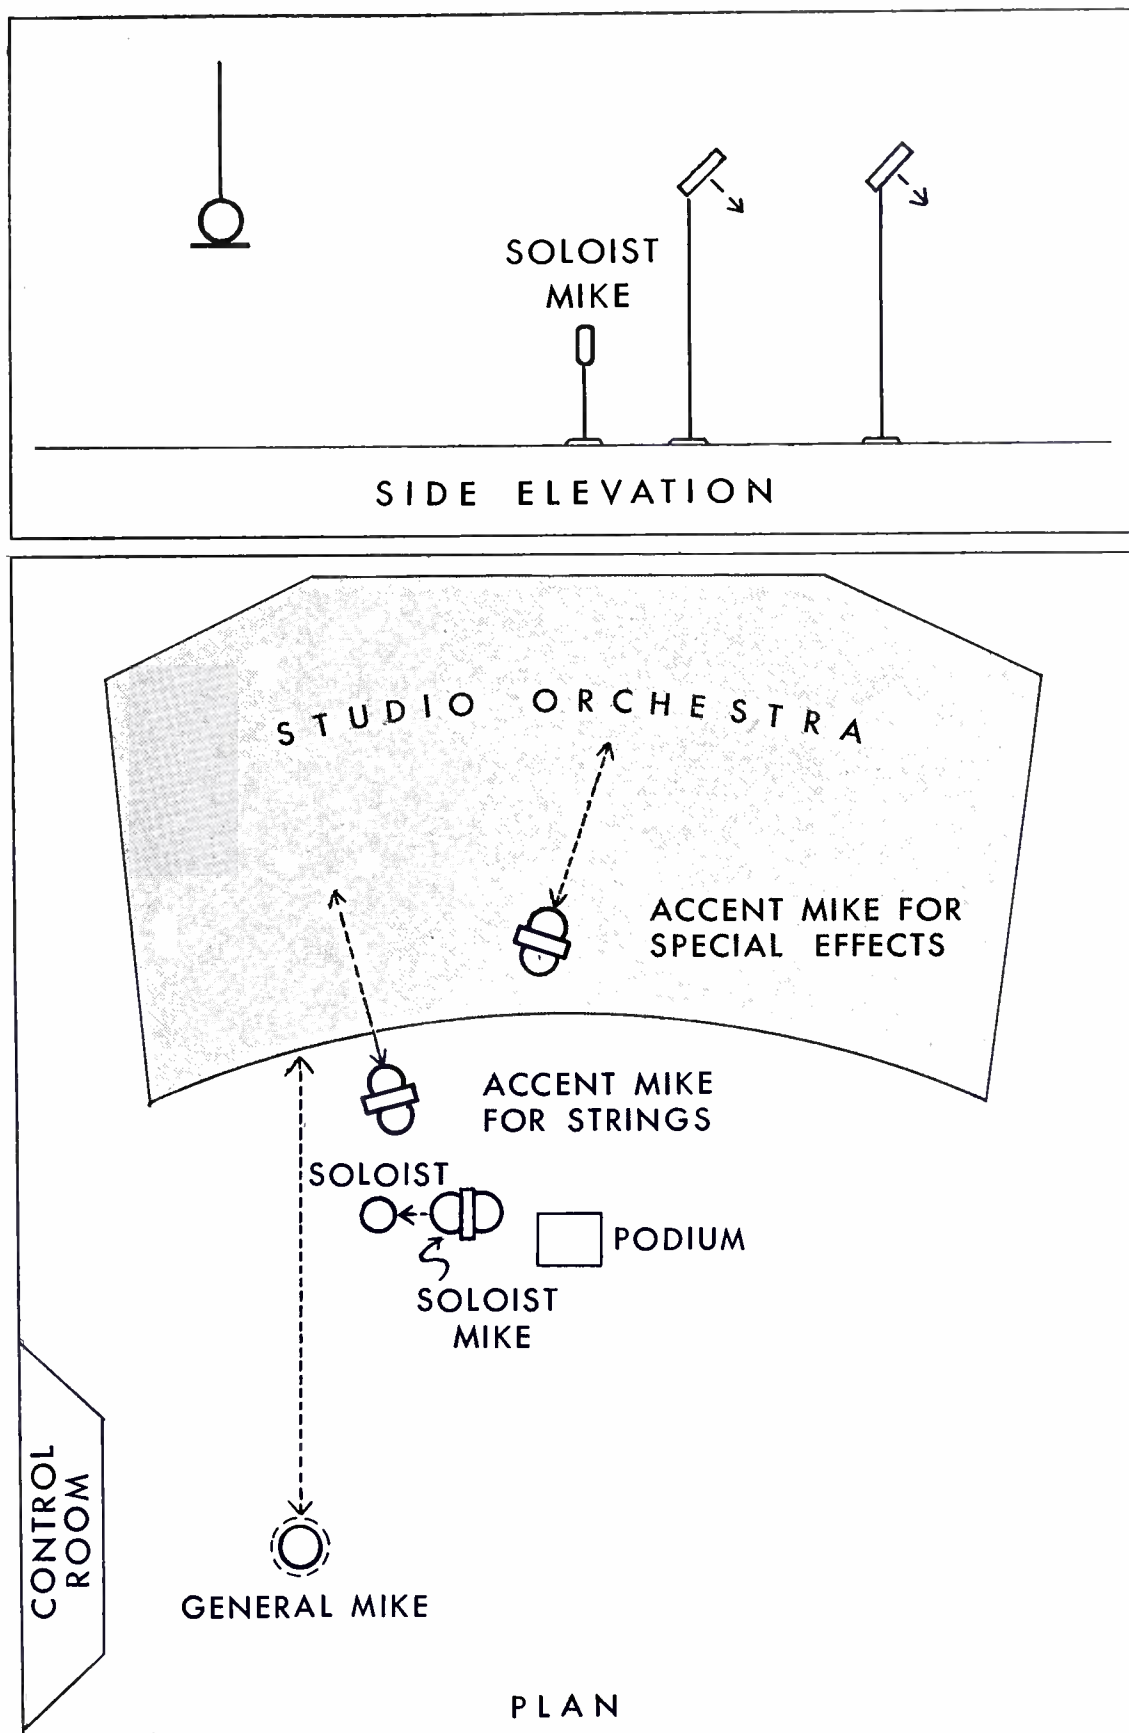 SOLOIST
MIKE
SIDE ELEVATION
STUDIO ORCHESTRA
ACCENT MIKE FOR
SPECIAL EFFECTS
ACCENT MIKE
FOR STRINGS
SOLOIST
PODIUM
SOLOIST
MIKE
CONTROL
ROOM
GENERAL MIKE
PLAN